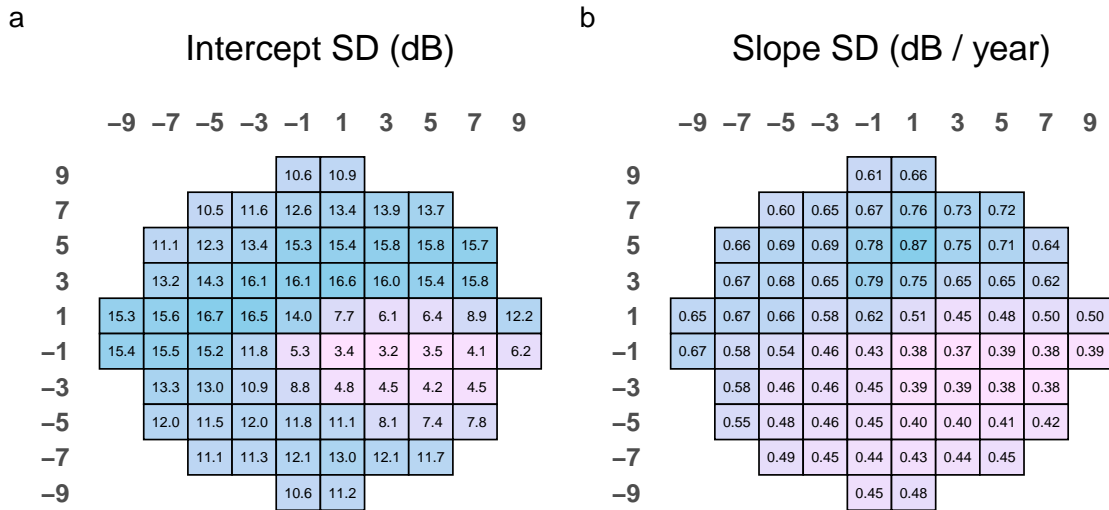 a b
Intercept SD (dB) Slope SD (dB / year)
−9 −7 −5 −3 −1 1 3 5 7 9 −9 −7 −5 −3 −1 1 3 5 7 9
9 10.6 10.9 9 0.61 0.66
7 10.5 11.6 12.6 13.4 13.9 13.7 7 0.60 0.65 0.67 0.76 0.73 0.72
5 11.1 12.3 13.4 15.3 15.4 15.8 15.8 15.7 5 0.66 0.69 0.69 0.78 0.87 0.75 0.71 0.64
3 13.2 14.3 16.1 16.1 16.6 16.0 15.4 15.8 3 0.67 0.68 0.65 0.79 0.75 0.65 0.65 0.62
1 15.3 15.6 16.7 16.5 14.0 7.7 6.1 6.4 8.9 12.2 1 0.65 0.67 0.66 0.58 0.62 0.51 0.45 0.48 0.50 0.50
−1 15.4 15.5 15.2 11.8 5.3 3.4 3.2 3.5 4.1 6.2 −1 0.67 0.58 0.54 0.46 0.43 0.38 0.37 0.39 0.38 0.39
−3 13.3 13.0 10.9 8.8 4.8 4.5 4.2 4.5 −3 0.58 0.46 0.46 0.45 0.39 0.39 0.38 0.38
−5 12.0 11.5 12.0 11.8 11.1 8.1 7.4 7.8 −5 0.55 0.48 0.46 0.45 0.40 0.40 0.41 0.42
−7 11.1 11.3 12.1 13.0 12.1 11.7 −7 0.49 0.45 0.44 0.43 0.44 0.45
−9 10.6 11.2 −9 0.45 0.48